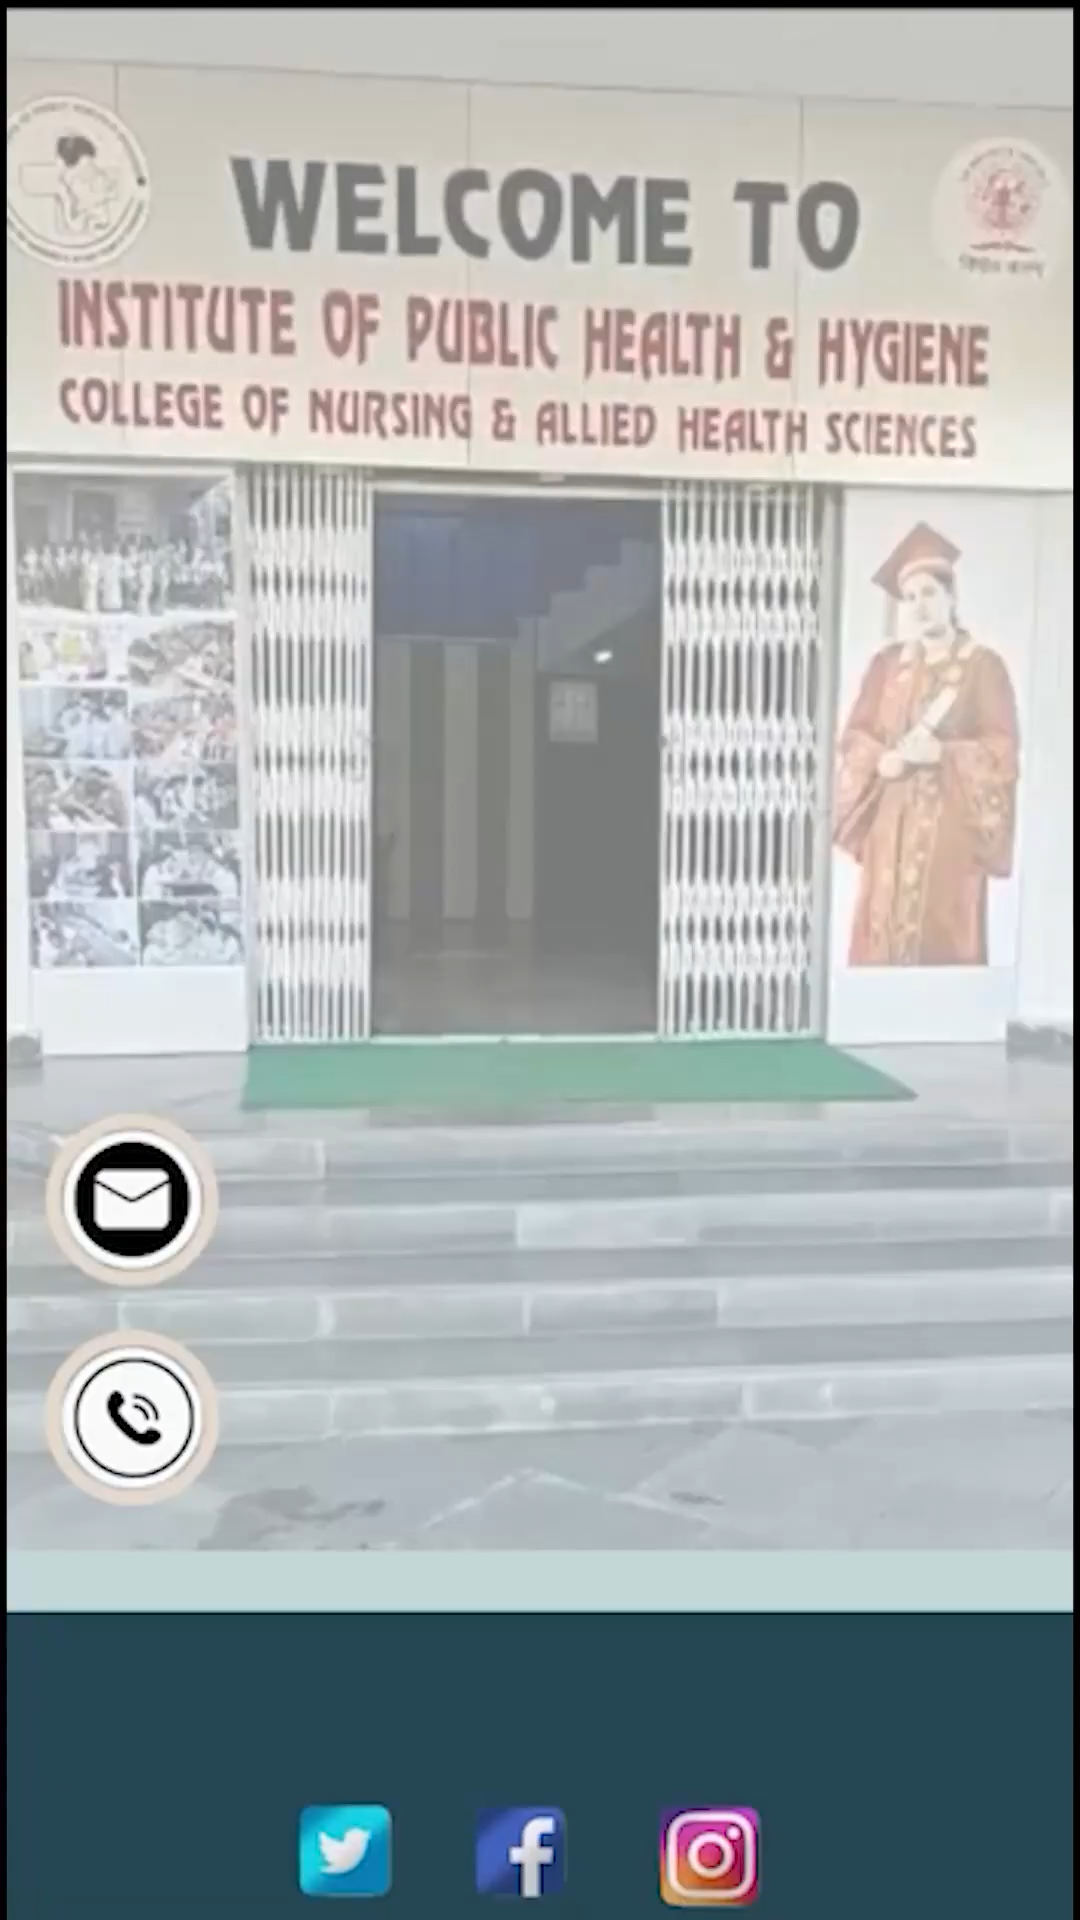 WELCOME TO
INSTITUTE OF PUBLIC HEALTH & HYGIENE
COLLEGE OF NURSING & ALLIED HEALTH SCIENCES